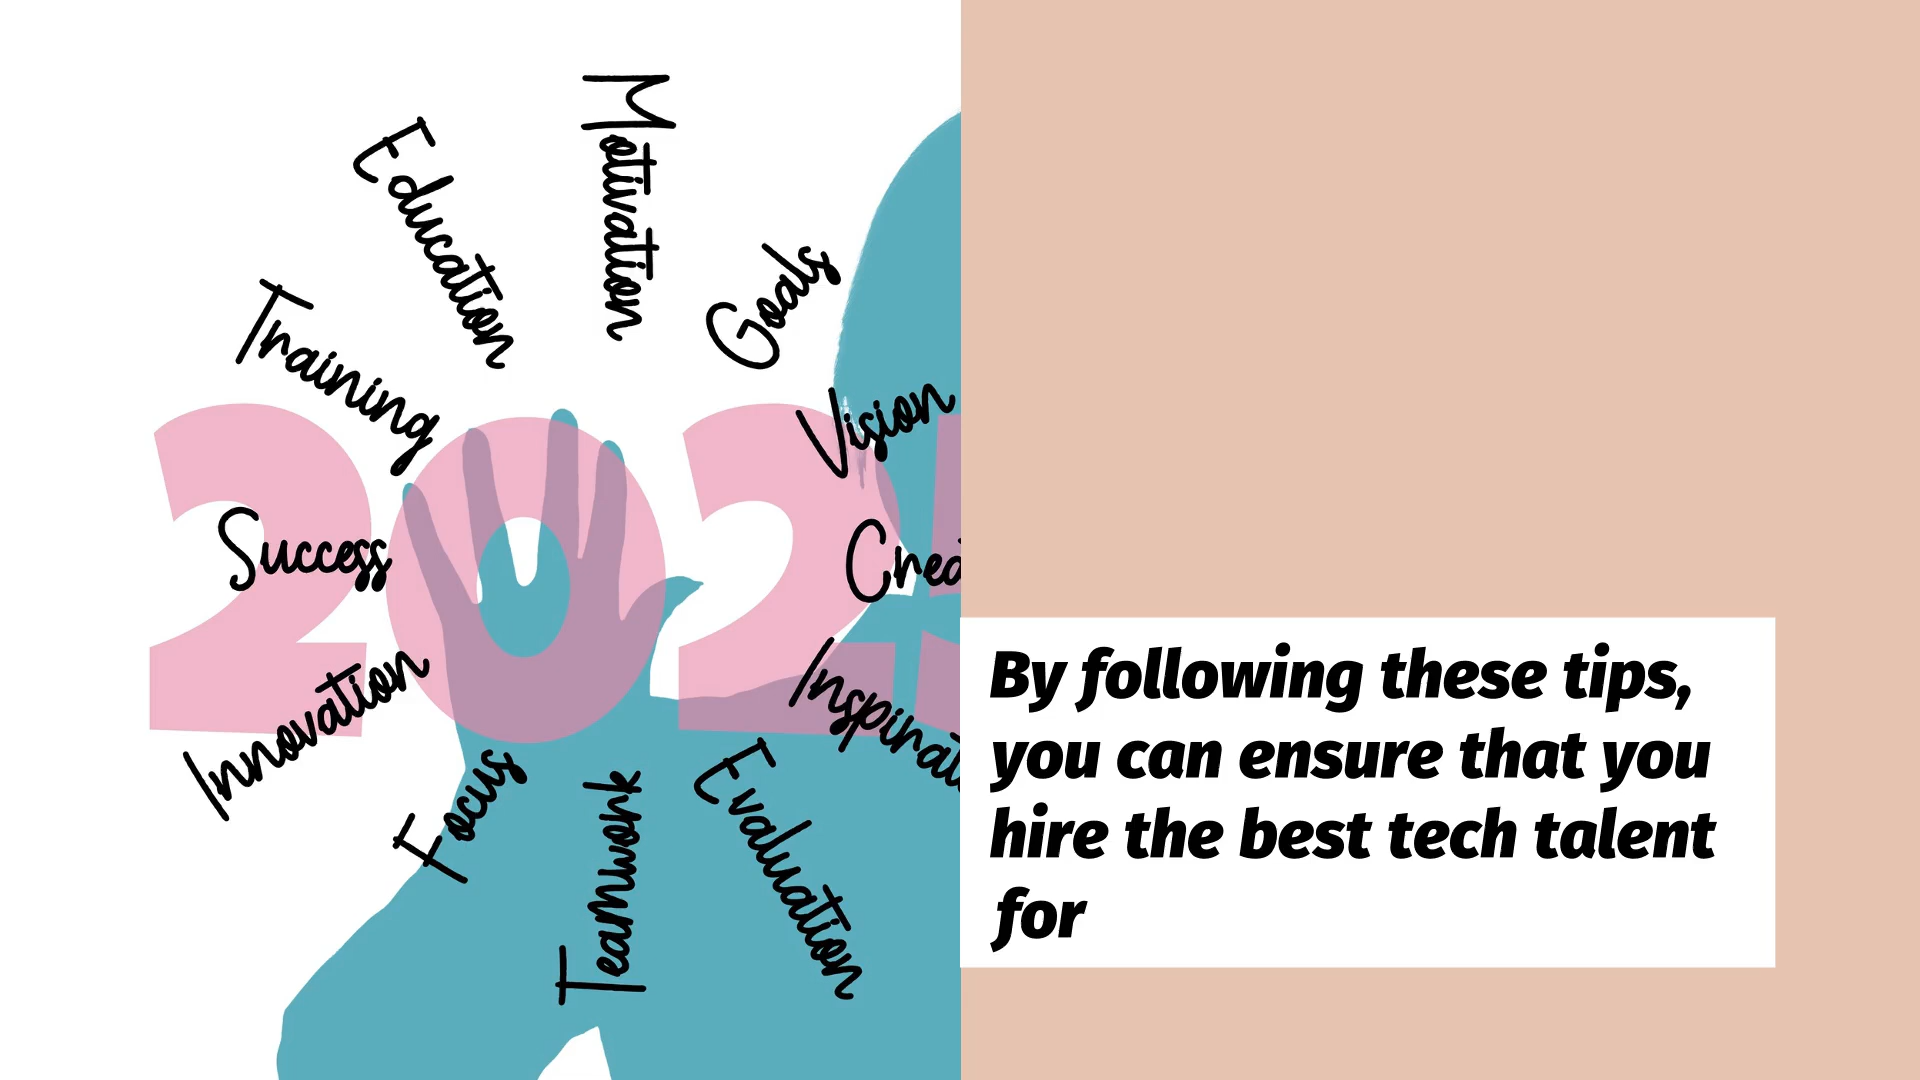 Motivation
Education
Goals
Training
Vision
202
Success
Innovation
Focus
Teamwork
Evaluation
By following these tips,
you can ensure that you
hire the best tech talent
for